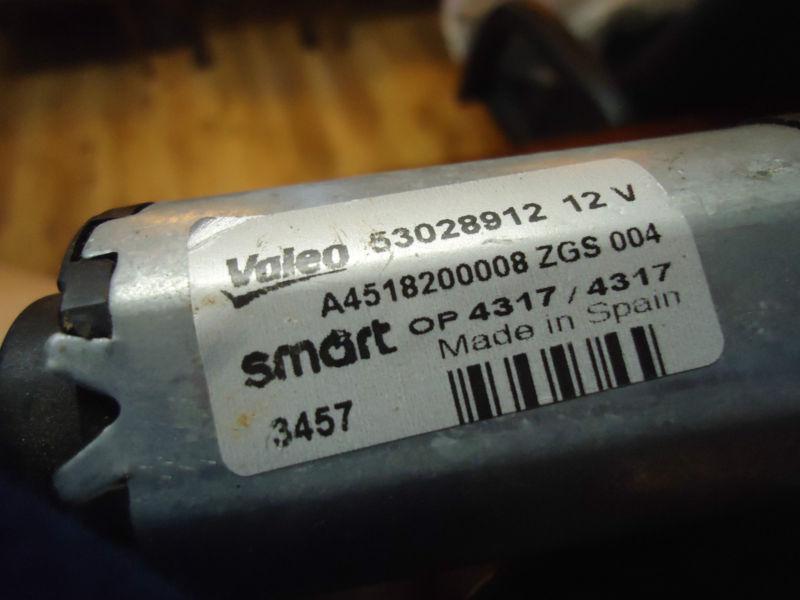 Valeo 53028912 12 V
A4518200008 ZGS 004
smart OP 4317 / 4317
Made in Spain
3457